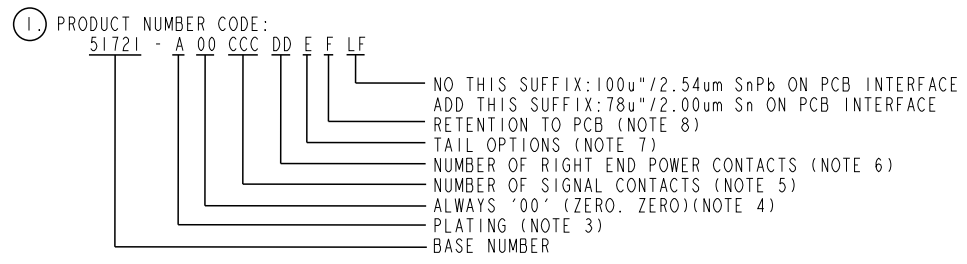 1. PRODUCT NUMBER CODE:
51721 - A 00 CCC DD E F LF
NO THIS SUFFIX:100u"/2.54um SnPb ON PCB INTERFACE
ADD THIS SUFFIX:78u"/2.00um Sn ON PCB INTERFACE
RETENTION TO PCB (NOTE 8)
TAIL OPTIONS (NOTE 7)
NUMBER OF RIGHT END POWER CONTACTS (NOTE 6)
NUMBER OF SIGNAL CONTACTS (NOTE 5)
ALWAYS '00' (ZERO. ZERO)(NOTE 4)
PLATING (NOTE 3)
BASE NUMBER